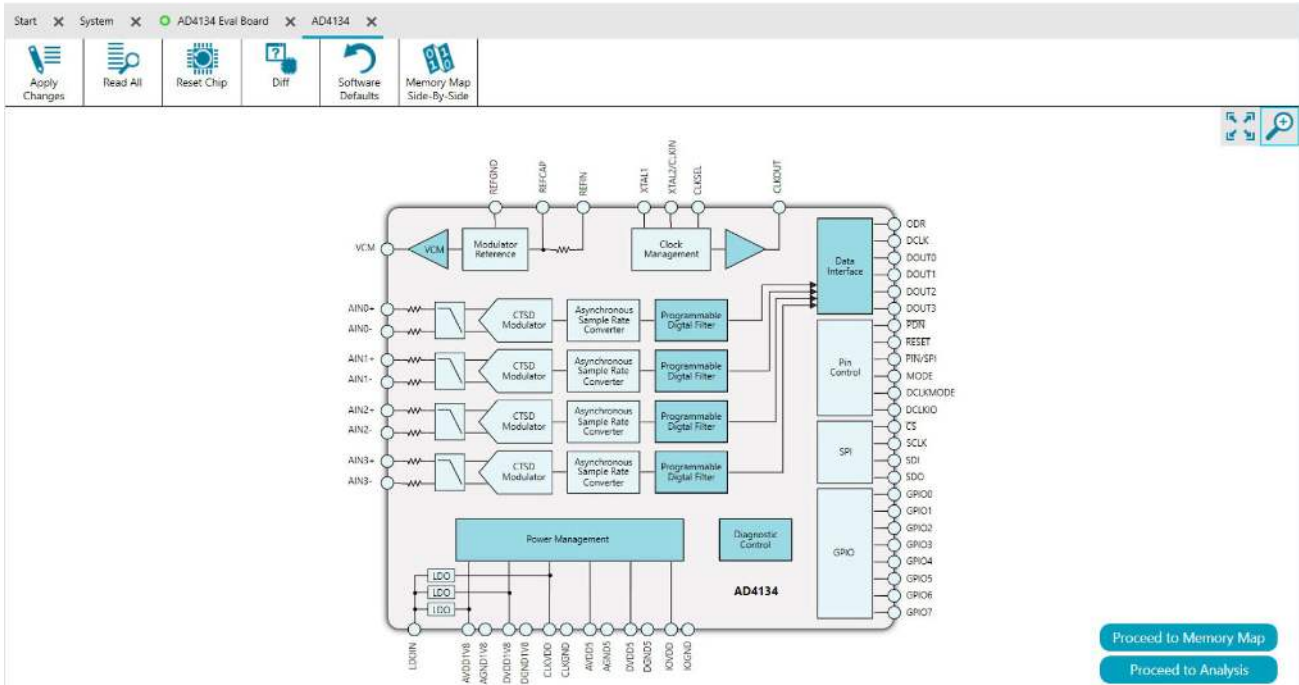 Start
System
AD4134 Eval Board
AD4134
Apply
Changes
Read All
Reset Chip
Diff
Software
Defaults
Memory Map
Side-By-Side
REFGND
REFCAP
REFIN
XTAL1
XTAL2/CLKIN
CLKSEL
CLKOUT
VCM
VCM
Modulator
Reference
Clock
Management
Data
Interface
ODR
DCLK
DOUT0
DOUT1
DOUT2
DOUT3
AIN0+
AIN0-
CTSD
Modulator
Asynchronous
Sample Rate
Converter
Programmable
Digtal Filter
AIN1+
AIN1-
CTSD
Modulator
Asynchronous
Sample Rate
Converter
Programmable
Digtal Filter
AIN2+
AIN2-
CTSD
Modulator
Asynchronous
Sample Rate
Converter
Programmable
Digtal Filter
AIN3+
AIN3-
CTSD
Modulator
Asynchronous
Sample Rate
Converter
Programmable
Digtal Filter
Pin
Control
PDN
RESET
PIN/SPI
MODE
DCLKMODE
DCLKIO
SPI
CS
SCLK
SDI
SDO
GPIO
GPIO0
GPIO1
GPIO2
GPIO3
GPIO4
GPIO5
GPIO6
GPIO7
Power Management
Diagnostic
Control
LDO
LDO
LDO
AD4134
LDOIN
AVDD1V8
AGND1V8
DVDD1V8
DGND1V8
CLKVDD
CLKGND
AVDD5
AGND5
DVDD5
DGND5
IOVDD
IOGND
Proceed to Memory Map
Proceed to Analysis